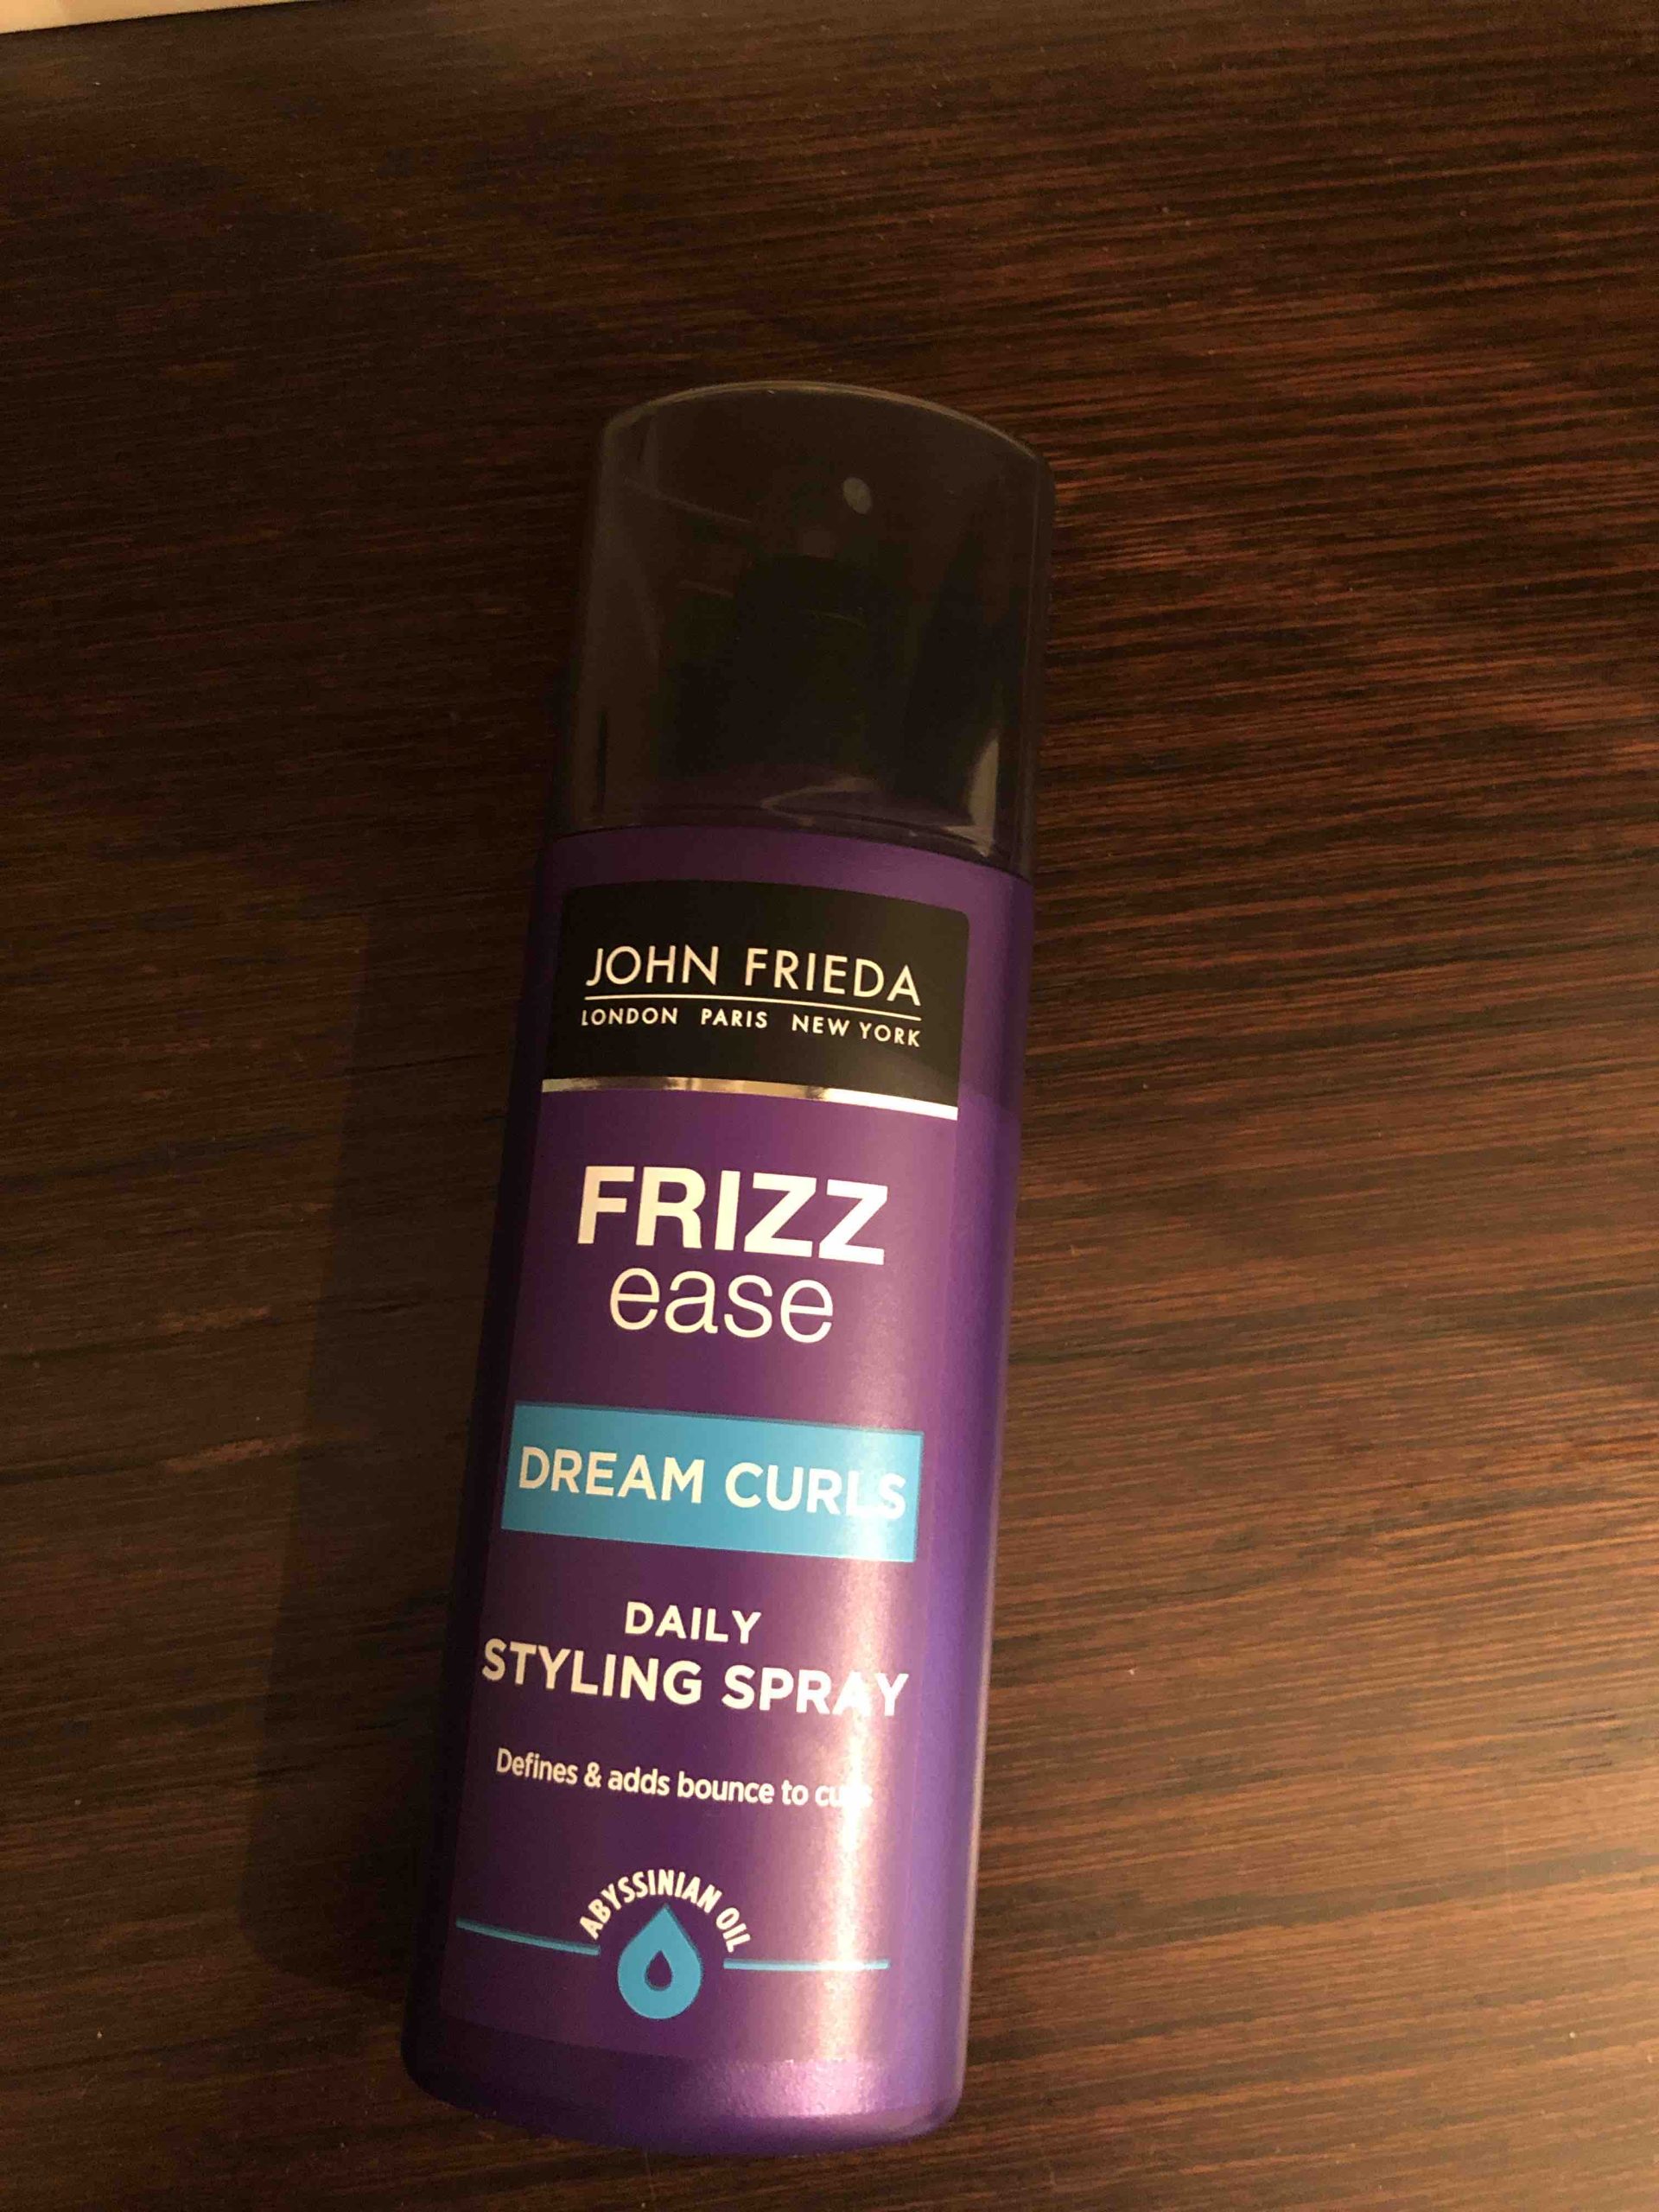 JOHN FRIEDA
LONDON PARIS NEW YORK
FRIZZ
ease
DREAM CURLS
DAILY
STYLING SPRAY
Defines & adds bounce to curls
ABYSSINIAN OIL